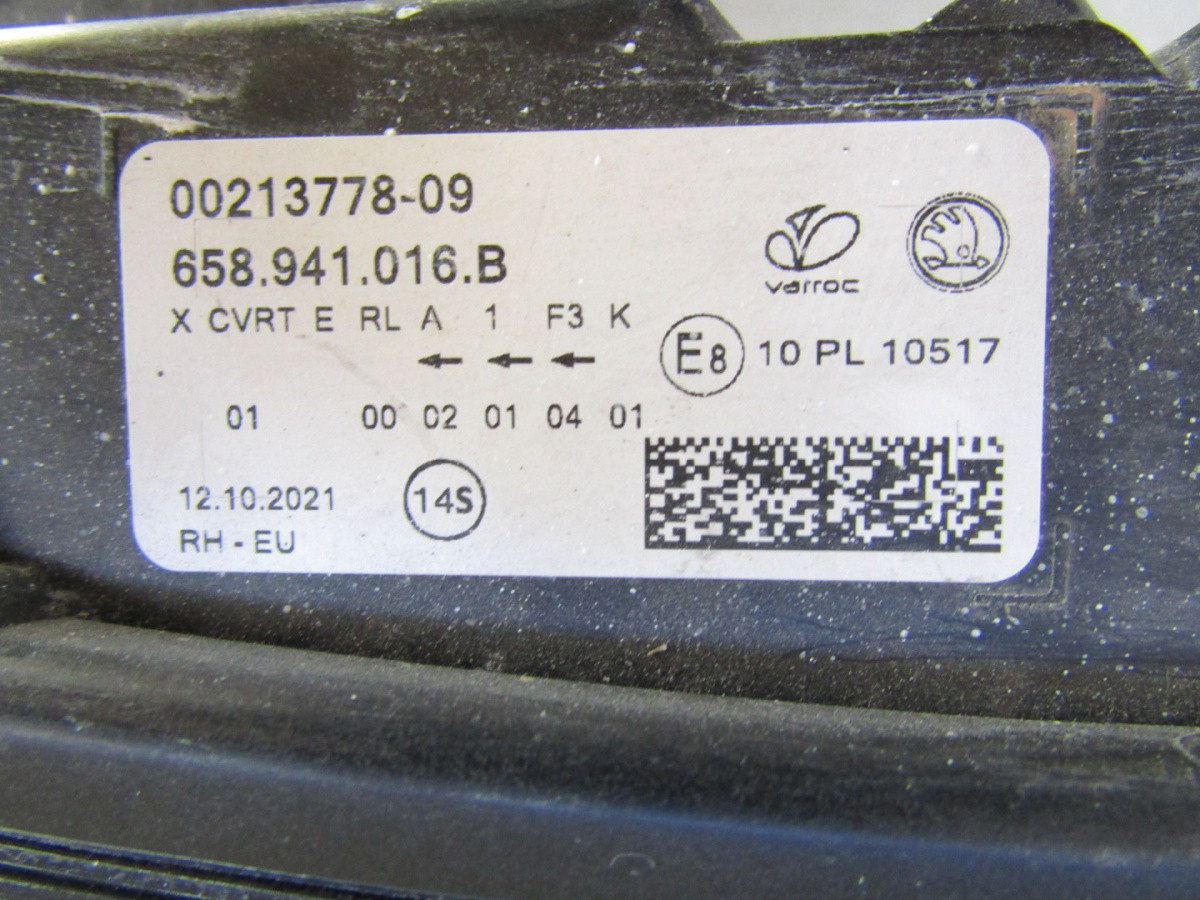 00213778-09
658.941.016.B
varroc
X CVRT E RL A 1 F3 K
← ← ←
E8 10 PL 10517
01 00 02 01 04 01
12.10.2021
14S
RH - EU